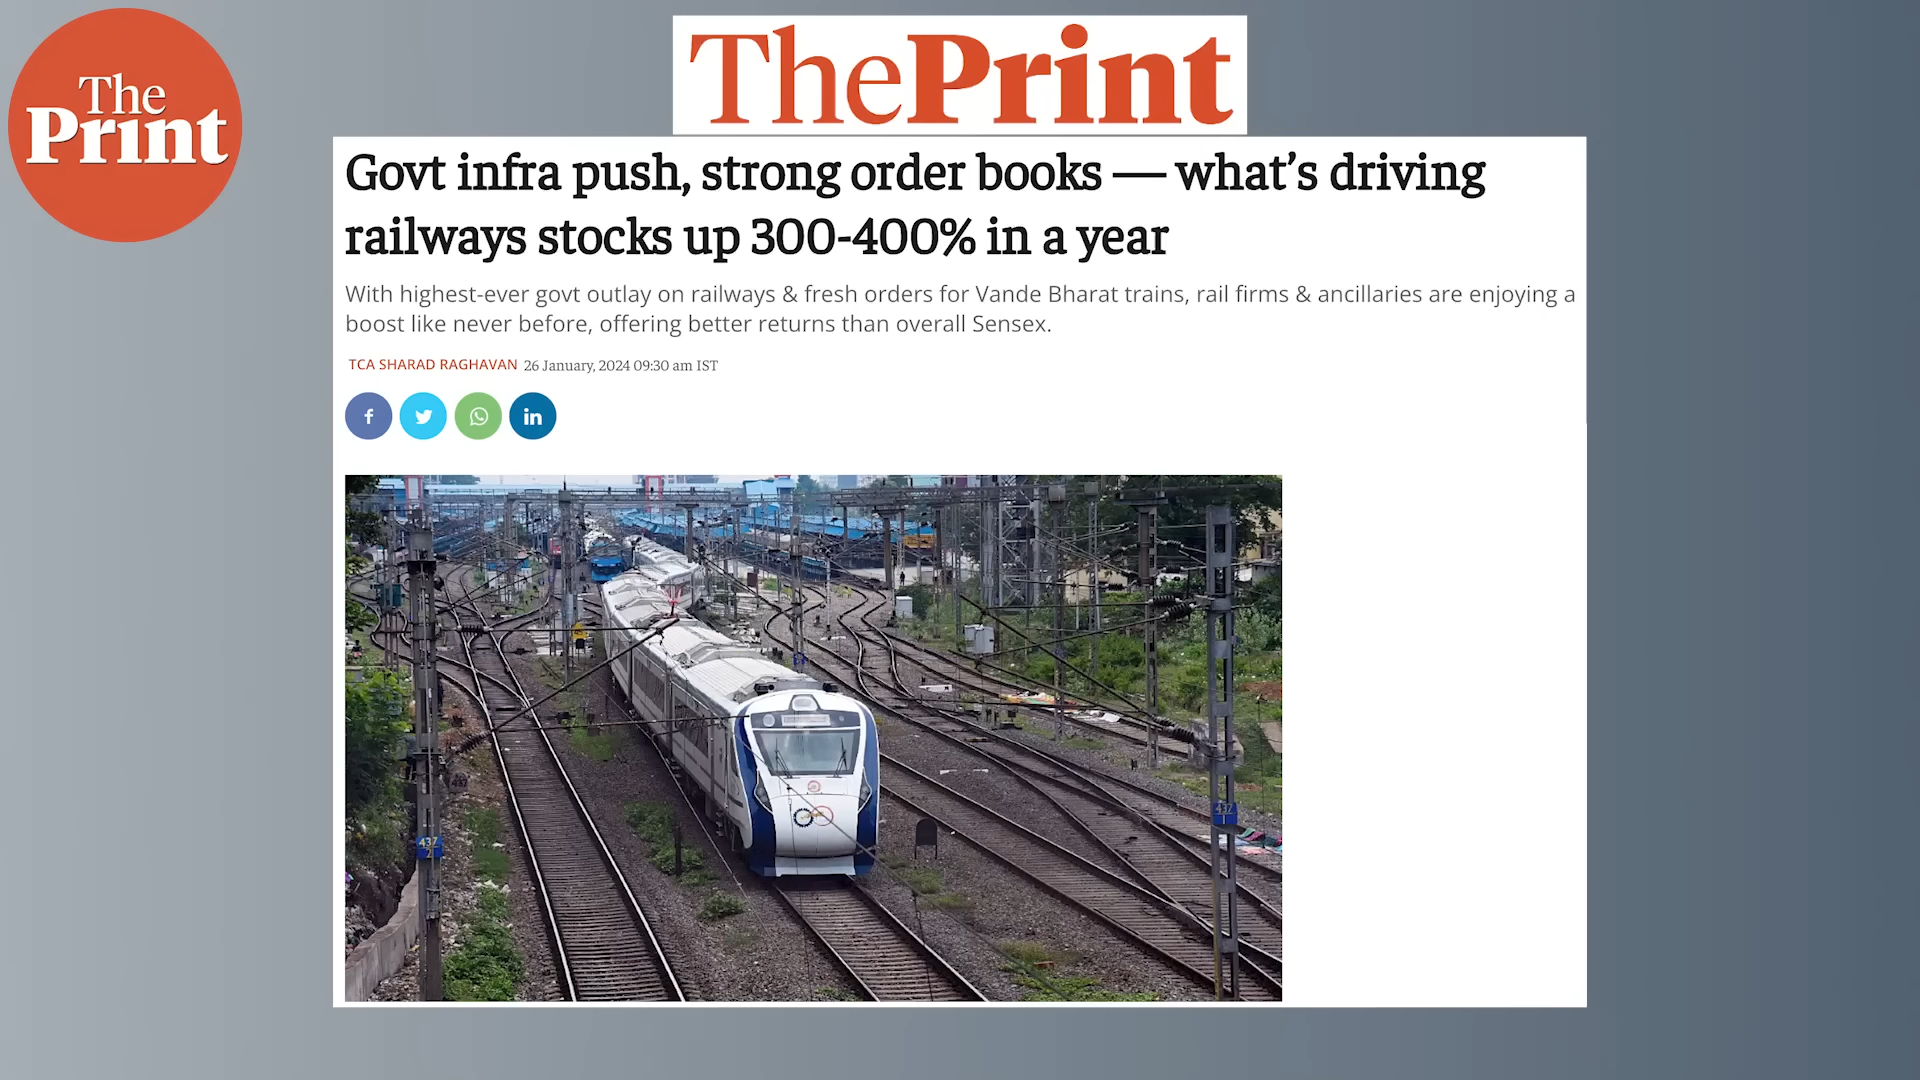 The
Print
ThePrint
Govt infra push, strong order books — what’s driving
railways stocks up 300-400% in a year
With highest-ever govt outlay on railways & fresh orders for Vande Bharat trains, rail firms & ancillaries are enjoying a
boost like never before, offering better returns than overall Sensex.
TCA SHARAD RAGHAVAN 26 January, 2024 09:30 am IST
f
in
437
2
437
1